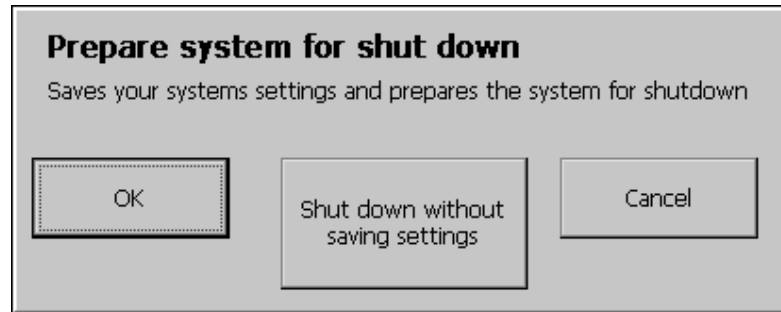 Prepare system for shut down
Saves your systems settings and prepares the system for shutdown
OK
Shut down without
saving settings
Cancel